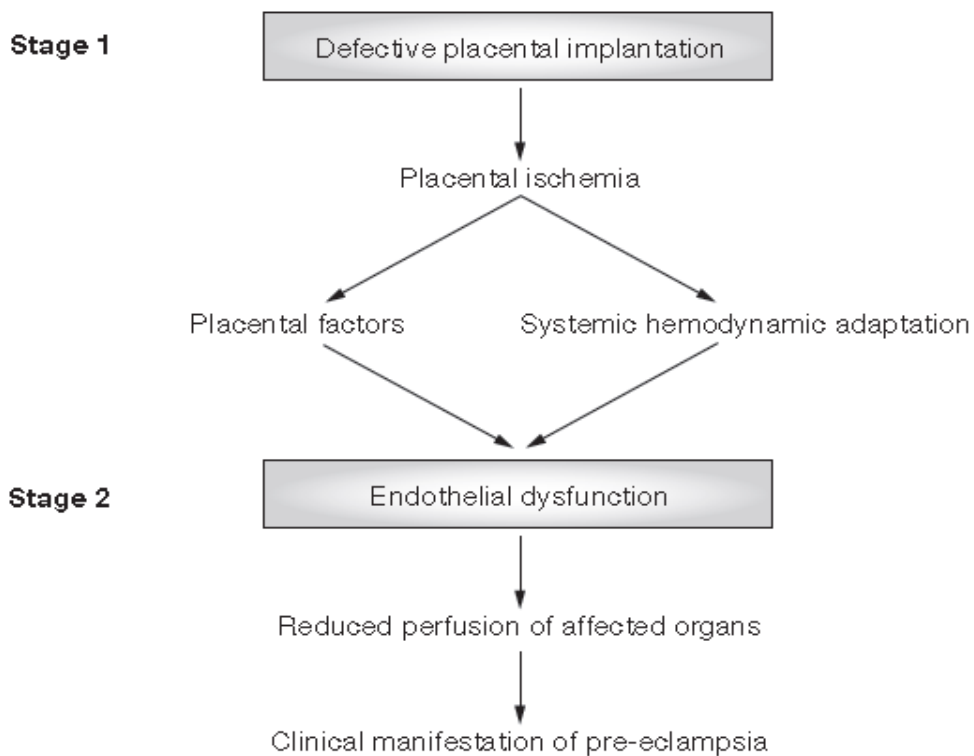 Stage 1
Defective placental implantation
Placental ischemia
Placental factors
Systemic hemodynamic adaptation
Stage 2
Endothelial dysfunction
Reduced perfusion of affected organs
Clinical manifestation of pre-eclampsia